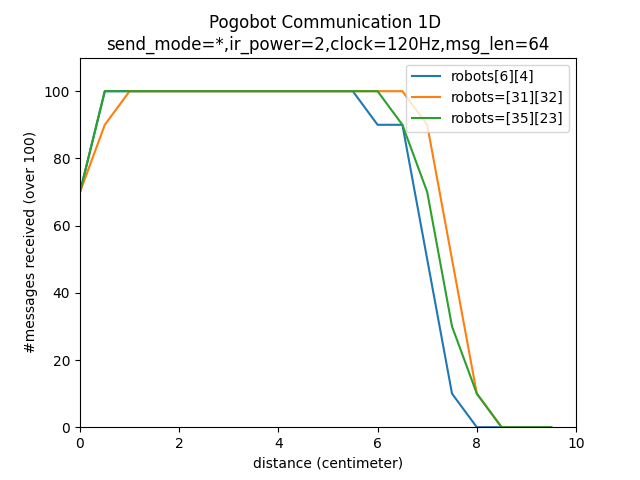 Pogobot Communication 1D
send_mode=*,ir_power=2,clock=120Hz,msg_len=64
robots[6][4]
robots=[31][32]
robots=[35][23]
#messages received (over 100)
100
80
60
40
20
0
0 2 4 6 8 10
distance (centimeter)